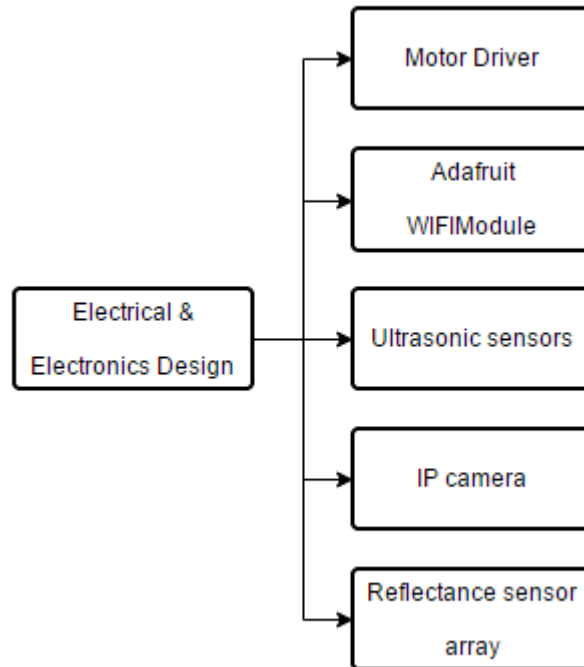 Motor Driver
Adafruit
WIFIModule
Electrical &
Electronics Design
Ultrasonic sensors
IP camera
Reflectance sensor
array